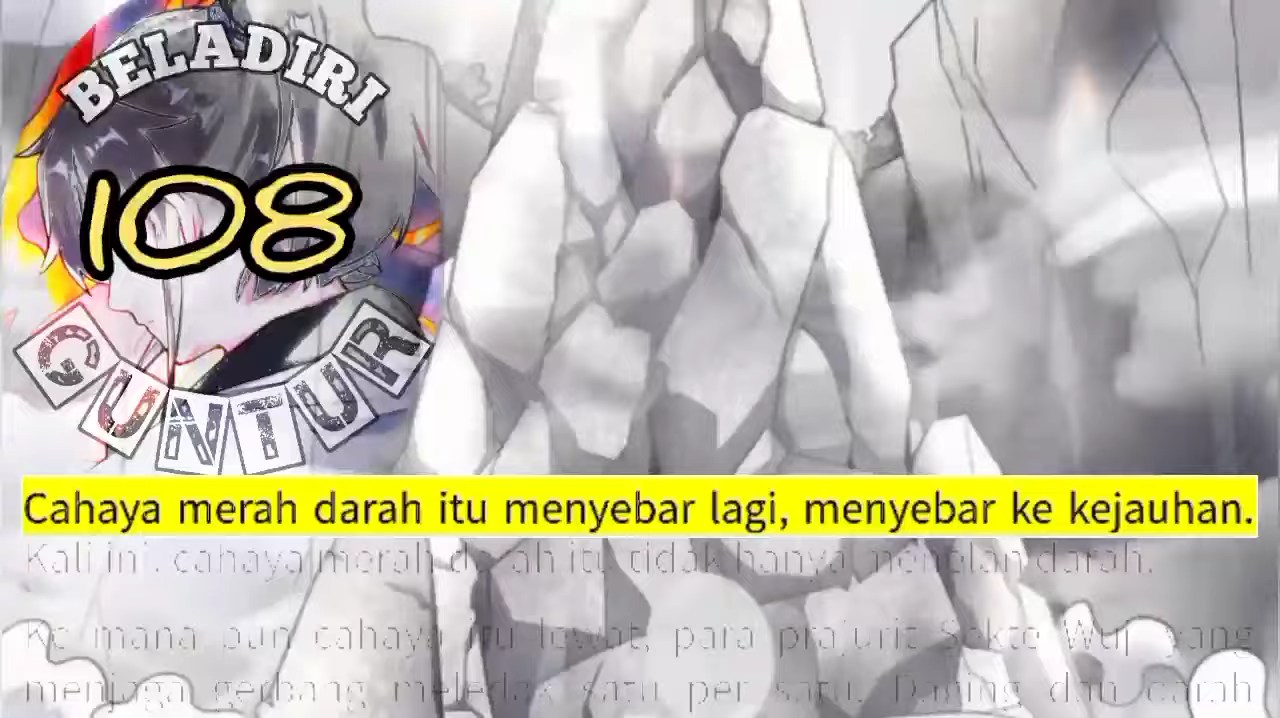 BELADIRI
108
GUNTUR
Cahaya merah darah itu menyebar lagi, menyebar ke kejauhan.
Kali ini, cahaya merah darah itu tidak hanya menelan darah.
Ke mana pun cahaya itu lewat, para prajurit Sekte Wuji yang
menjaga gerbang meledak satu per satu. Daging dan darah